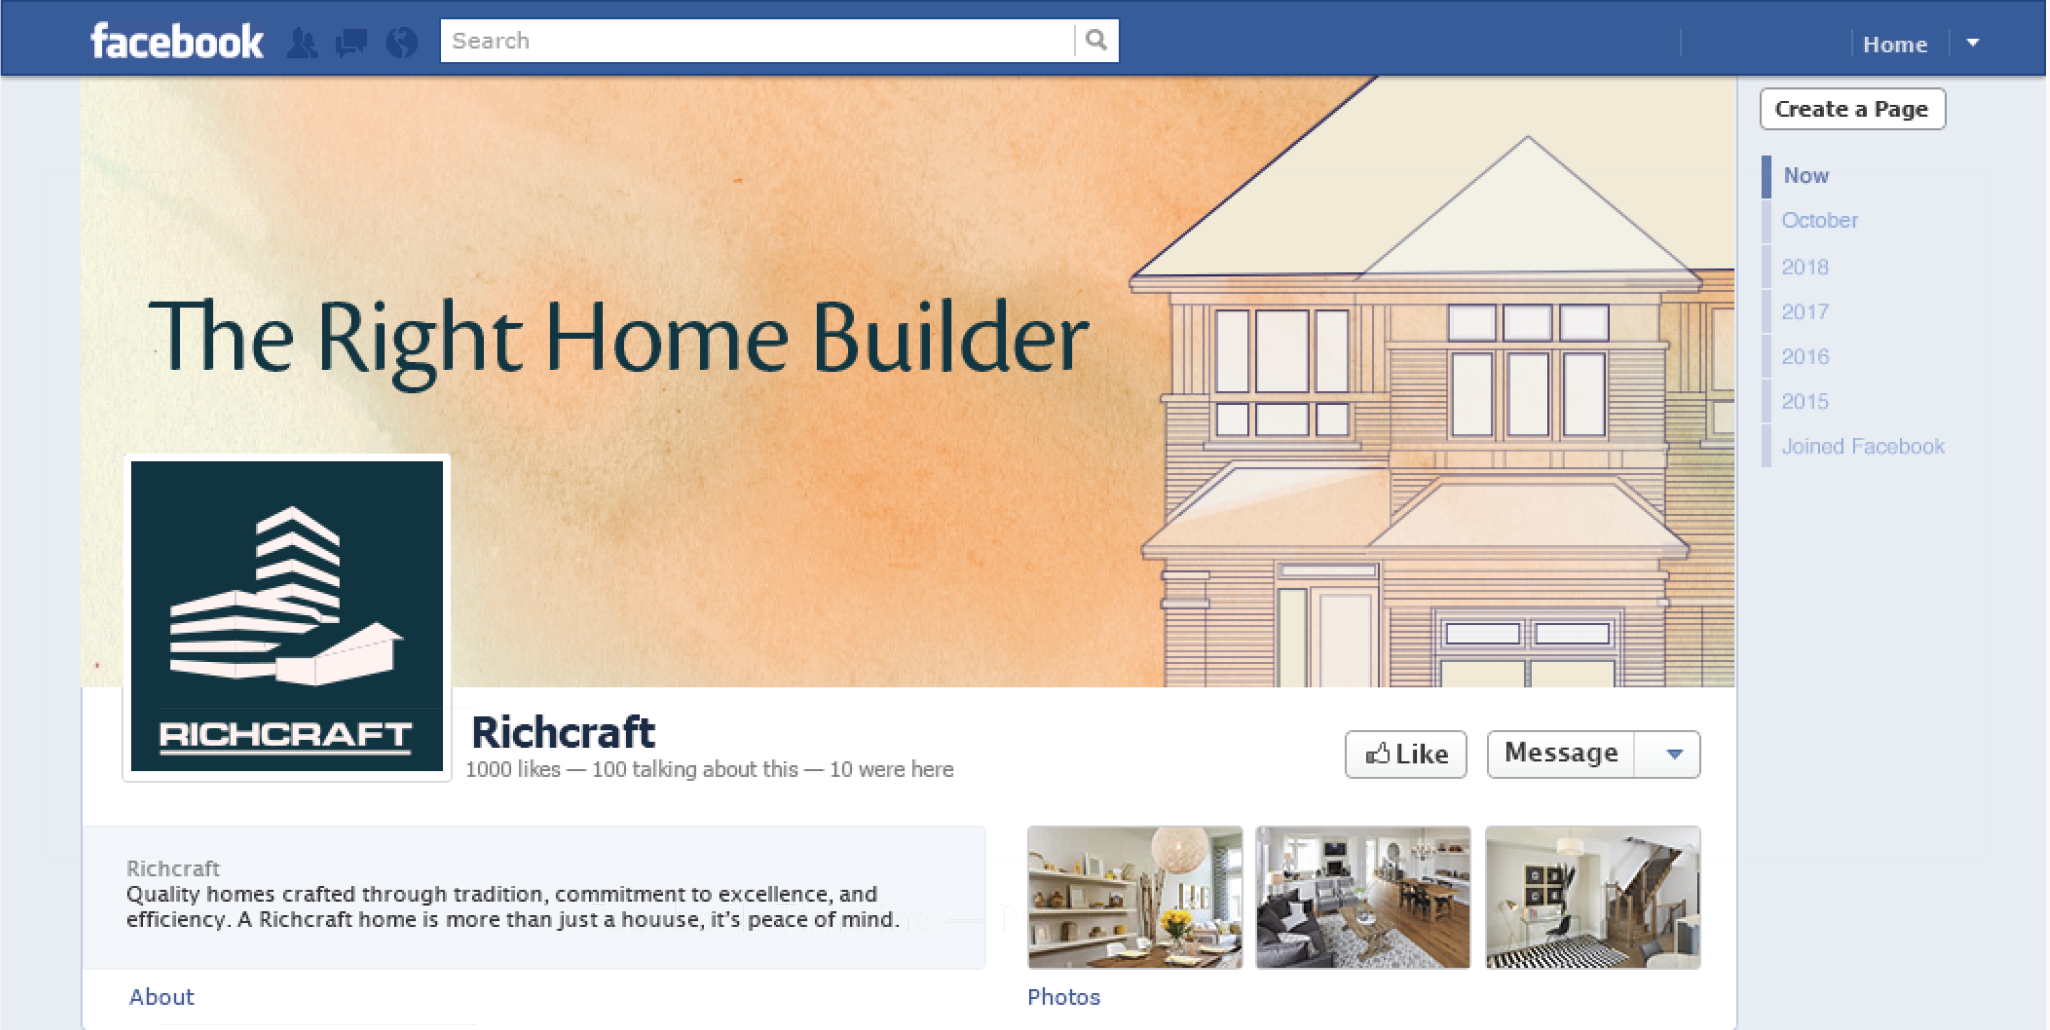 facebook
Search
Home
Create a Page
Now
October
2018
2017
2016
2015
Joined Facebook
The Right Home Builder
RICHCRAFT
Richcraft
1000 likes — 100 talking about this — 10 were here
Like
Message
Richcraft
Quality homes crafted through tradition, commitment to excellence, and
efficiency. A Richcraft home is more than just a houuse, it's peace of mind.
About
Photos